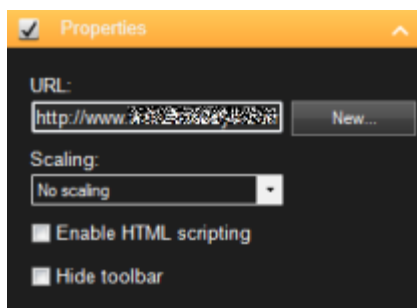 Properties
URL:
http://www.
New...
Scaling:
No scaling
Enable HTML scripting
Hide toolbar